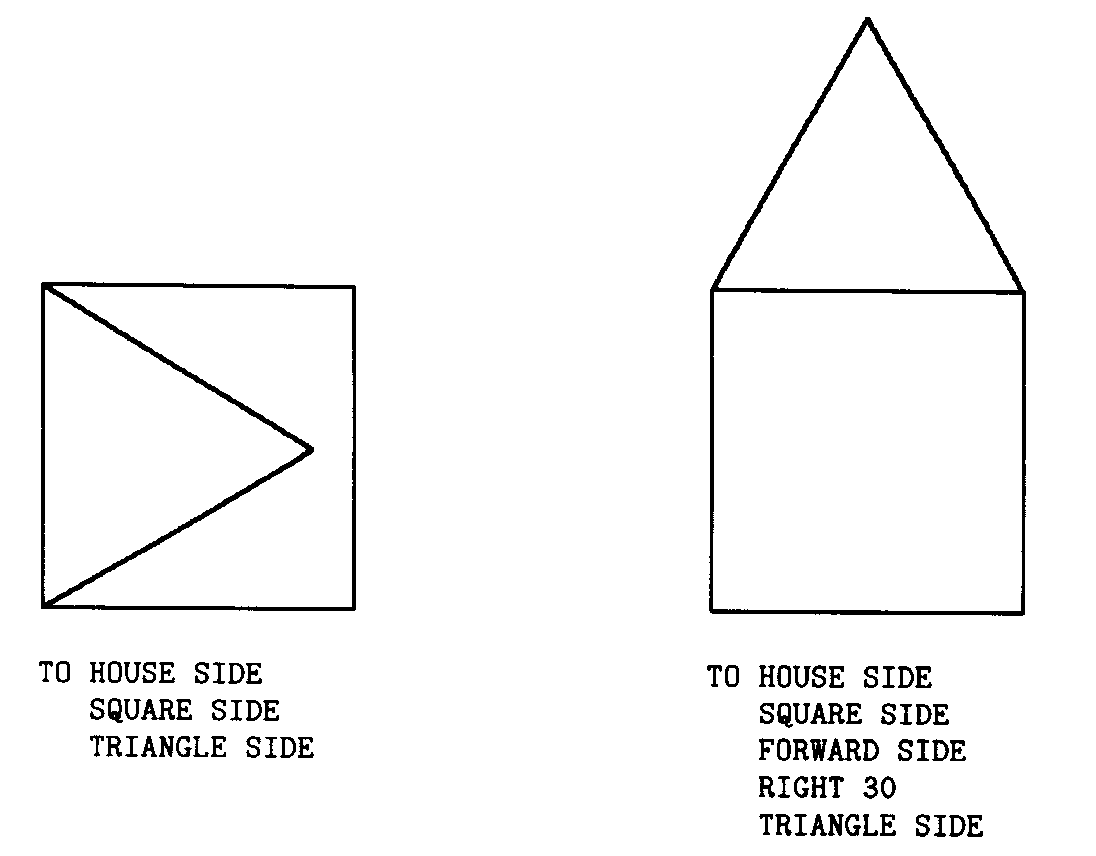 TO HOUSE SIDE
SQUARE SIDE
TRIANGLE SIDE
TO HOUSE SIDE
SQUARE SIDE
FORWARD SIDE
RIGHT 30
TRIANGLE SIDE